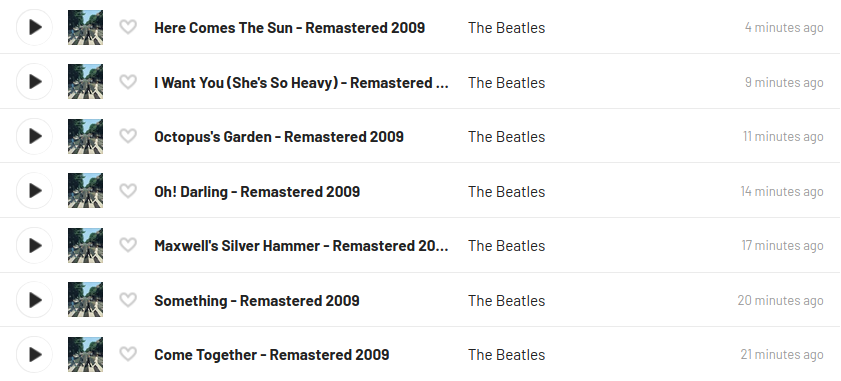 Here Comes The Sun - Remastered 2009 The Beatles 4 minutes ago
I Want You (She's So Heavy) - Remastered ... The Beatles 9 minutes ago
Octopus's Garden - Remastered 2009 The Beatles 11 minutes ago
Oh! Darling - Remastered 2009 The Beatles 14 minutes ago
Maxwell's Silver Hammer - Remastered 20... The Beatles 17 minutes ago
Something - Remastered 2009 The Beatles 20 minutes ago
Come Together - Remastered 2009 The Beatles 21 minutes ago